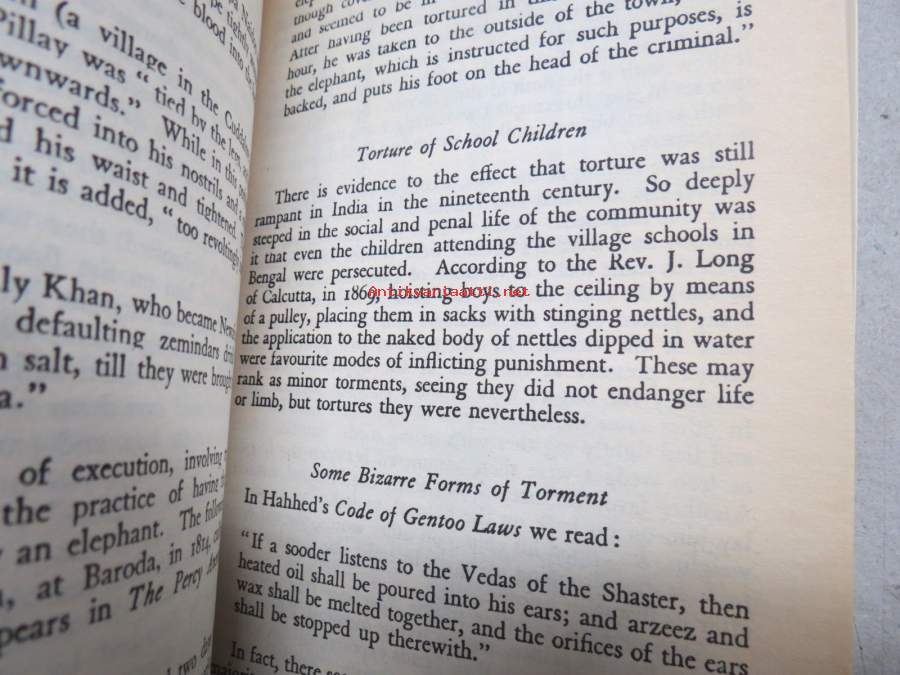 (a village in the
Pillay was "tied by the
downwards." While in this
forced into his nostrils and a
his waist and tightened.
it is added, "too revoltingly
Khan, who became
defaulting zemindars
salt, till they were brought
of execution, involving
the practice of having
an elephant. The
at Baroda, in 1814,
in The Percy
two
and seemed to be in
After having been tortured in
hour, he was taken to the outside of the town,
the elephant, which is instructed for such purposes, is
backed, and puts his foot on the head of the criminal."
Torture of School Children
There is evidence to the effect that torture was still
rampant in India in the nineteenth century. So deeply
steeped in the social and penal life of the community was
it that even the children attending the village schools in
Bengal were persecuted. According to the Rev. J. Long
of Calcutta, in hoisting boys to the ceiling by means
of a pulley, placing them in sacks with stinging nettles, and
the application to the naked body of nettles dipped in water
were favourite modes of inflicting punishment. These may
rank as minor torments, seeing they did not endanger life
or limb, but tortures they were nevertheless.
Some Bizarre Forms of Torment
In Hahhed's Code of Gentoo Laws we read:
"If a sooder listens to the Vedas of the Shaster, then
heated oil shall be poured into his ears; and arzeez and
wax shall be melted together, and the orifices of the ears
shall be stopped up therewith."
In fact, there